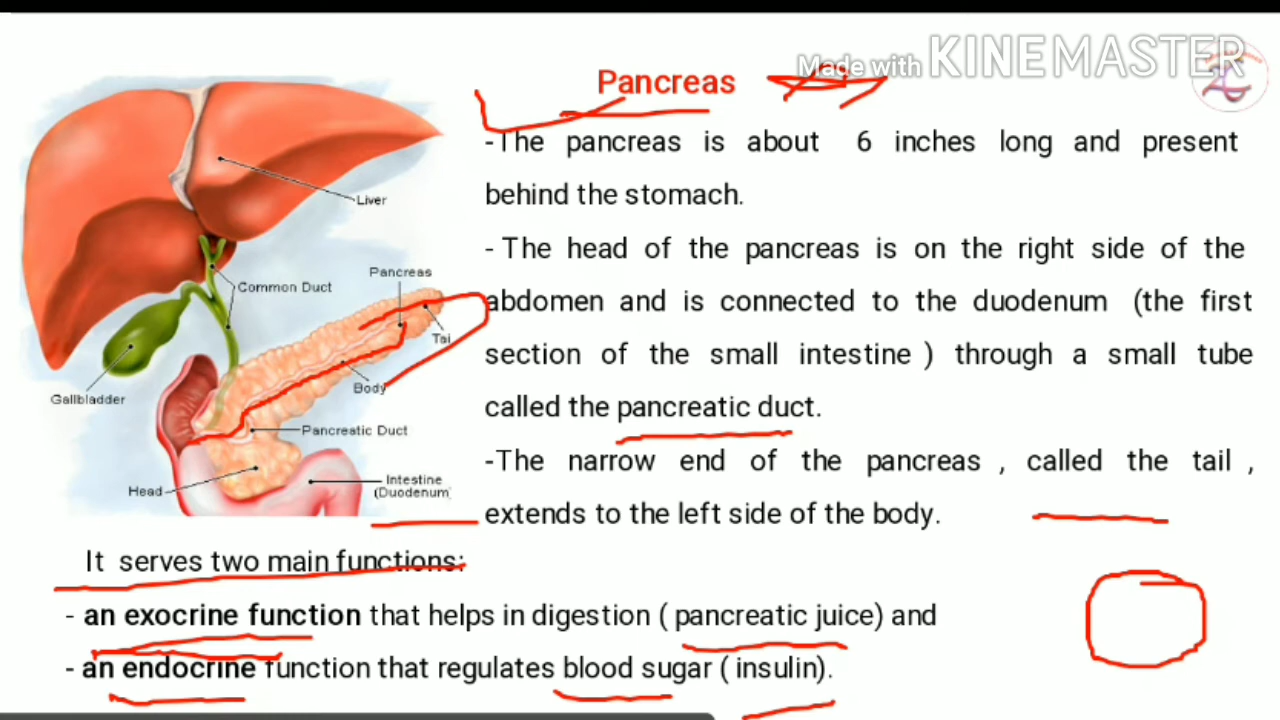 Made with KINEMASTER
Pancreas
-The pancreas is about 6 inches long and present
behind the stomach.
- The head of the pancreas is on the right side of the
abdomen and is connected to the duodenum (the first
section of the small intestine ) through a small tube
called the pancreatic duct.
-The narrow end of the pancreas , called the tail ,
extends to the left side of the body.
Liver
Pancreas
Common Duct
Tai
Body
Gallbladder
Pancreatic Duct
Intestine
(Duodenum)
Head
It serves two main functions:
- an exocrine function that helps in digestion ( pancreatic juice) and
- an endocrine function that regulates blood sugar ( insulin).